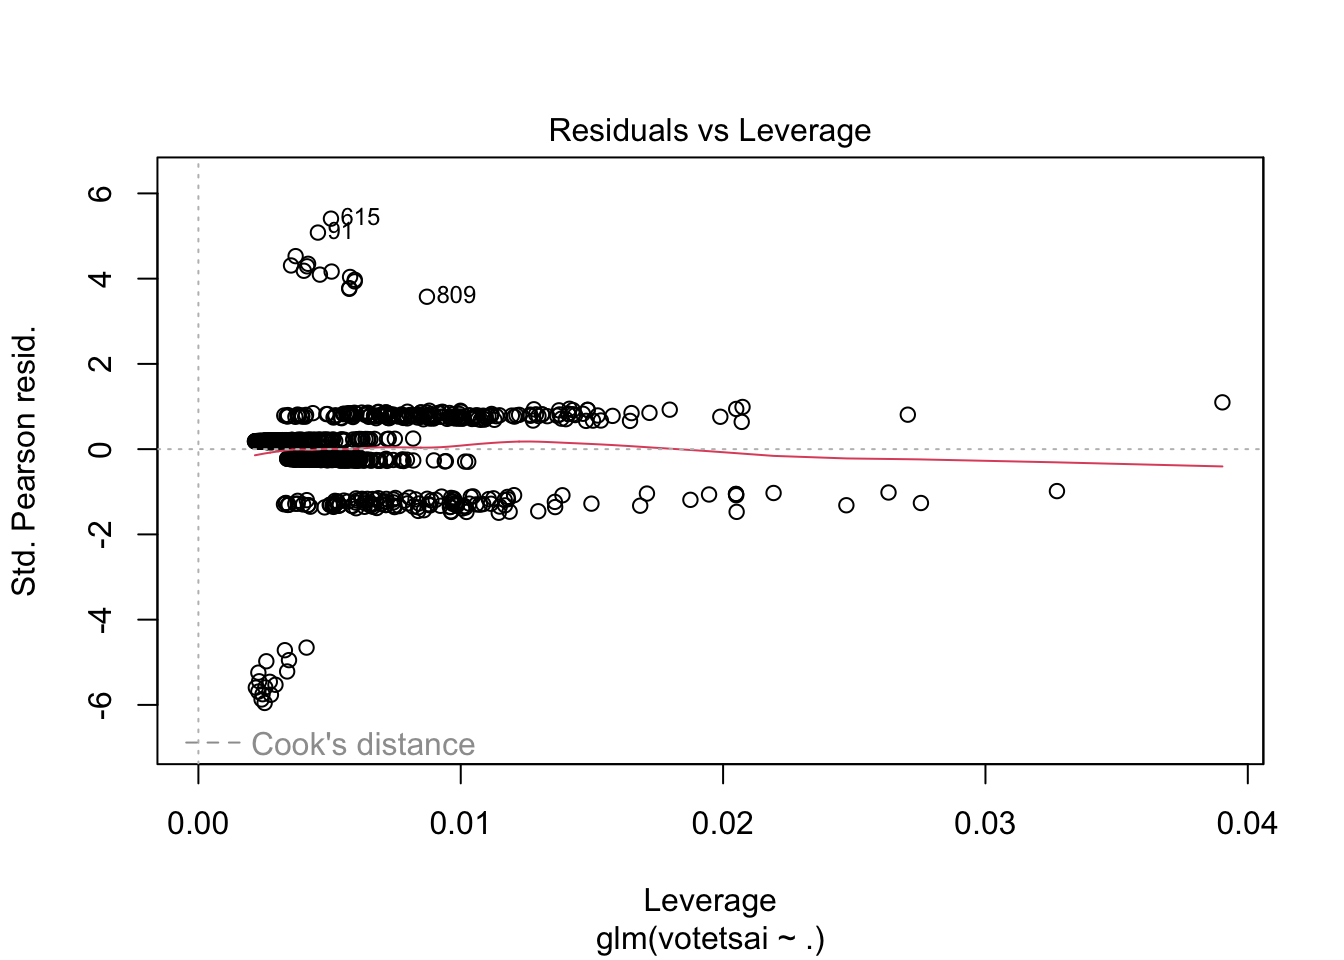 Residuals vs Leverage
Std. Pearson resid.
6
4
2
0
-2
-4
-6
615
91
809
Cook's distance
0.00 0.01 0.02 0.03 0.04
Leverage
glm(votetsai ~ .)